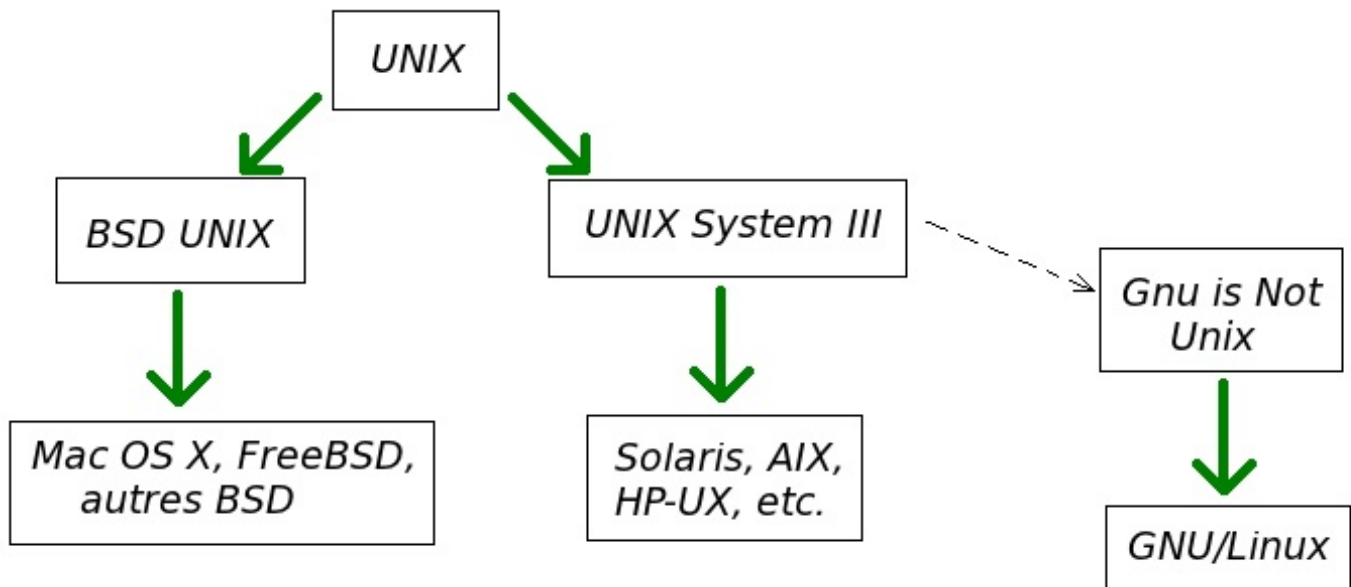 UNIX
BSD UNIX
UNIX System III
Gnu is Not
Unix
Mac OS X, FreeBSD,
autres BSD
Solaris, AIX,
HP-UX, etc.
GNU/Linux